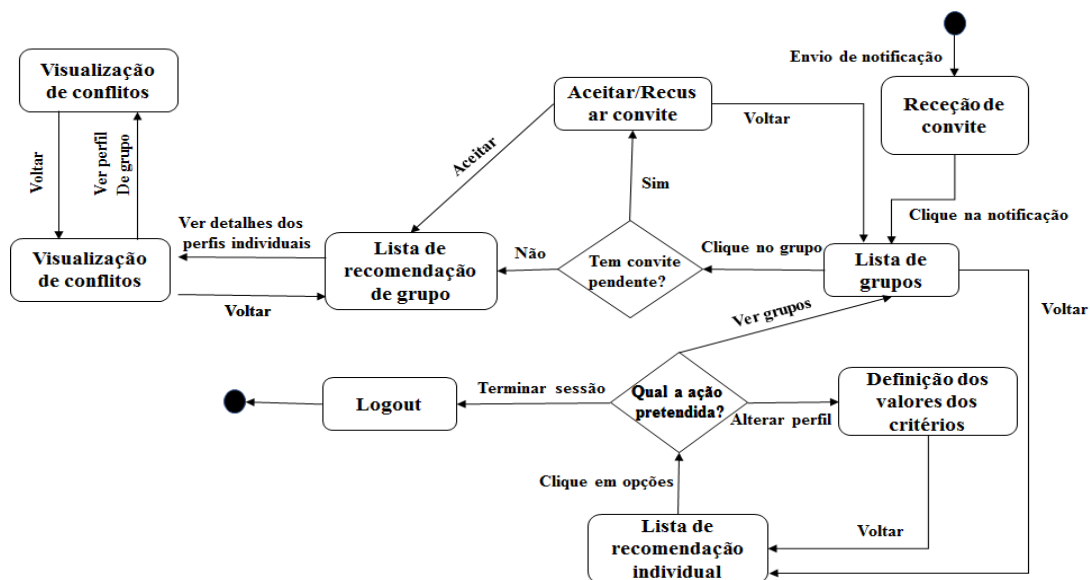 Envio de notificação
Visualização
de conflitos
Aceitar/Recus
ar convite
Receção de
convite
Voltar
Aceitar
Voltar
Ver perfil
De grupo
Sim
Clique na notificação
Ver detalhes dos
perfis individuais
Visualização
de conflitos
Lista de
recomendação
de grupo
Não
Tem convite
pendente?
Clique no grupo
Lista de
grupos
Voltar
Voltar
Ver grupos
Terminar sessão
Logout
Qual a ação
pretendida?
Alterar perfil
Definição dos
valores dos
critérios
Clique em opções
Voltar
Lista de
recomendação
individual